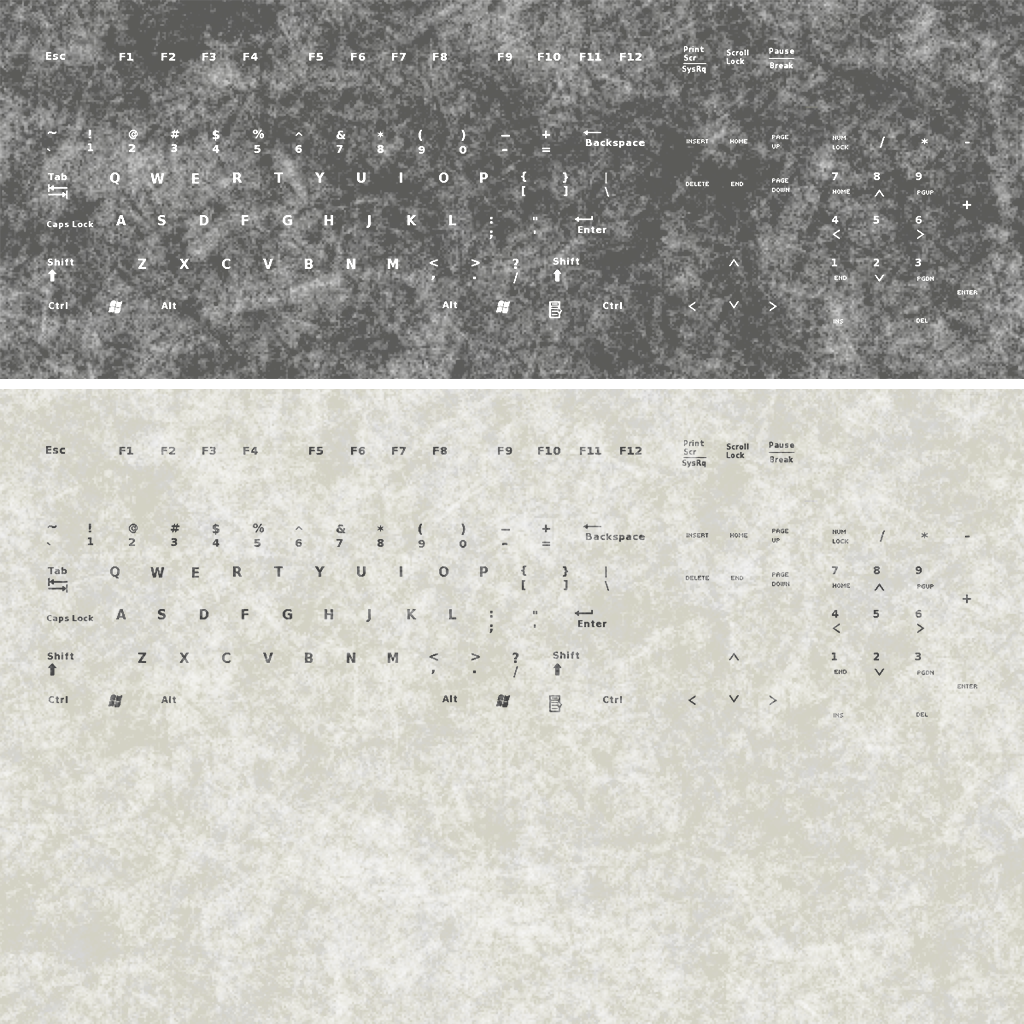 Esc F1 F2 F3 F4 F5 F6 F7 F8 F9 F10 F11 F12 Print Scroll Pause
Scr Lock
SysRq Break
~ ! @ # $ % ^ & * ( ) _ + Backspace INSERT HOME PAGE UP NUM LOCK / * -
` 1 2 3 4 5 6 7 8 9 0 - =
Tab Q W E R T Y U I O P { } | DELETE END PAGE DOWN 7 8 9
[ ] \ HOME ^ PGUP
+
Caps Lock A S D F G H J K L : " Enter 4 5 6
; ' < >
Shift Z X C V B N M < > ? Shift ^ 1 2 3
, . / END v PGDN
ENTER
Ctrl Alt Alt Ctrl < v >
INS DEL
Esc F1 F2 F3 F4 F5 F6 F7 F8 F9 F10 F11 F12 Print Scroll Pause
Scr Lock
SysRq Break
~ ! @ # $ % ^ & * ( ) _ + Backspace INSERT HOME PAGE UP NUM LOCK / * -
` 1 2 3 4 5 6 7 8 9 0 - =
Tab Q W E R T Y U I O P { } | DELETE END PAGE DOWN 7 8 9
[ ] \ HOME ^ PGUP
+
Caps Lock A S D F G H J K L : " Enter 4 5 6
; ' < >
Shift Z X C V B N M < > ? Shift ^ 1 2 3
, . / END v PGDN
ENTER
Ctrl Alt Alt Ctrl < v >
INS DEL